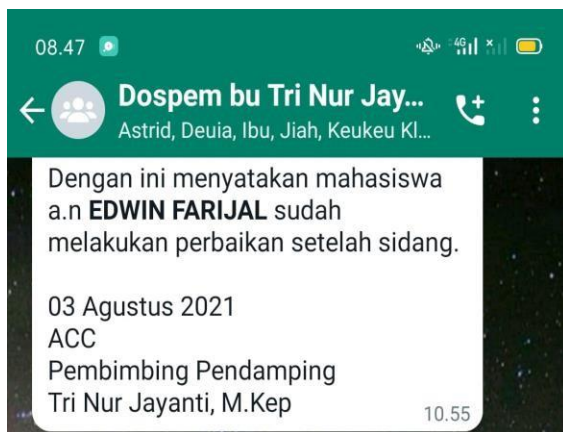 08.47
4G
Dospem bu Tri Nur Jay...
Astrid, Deuia, Ibu, Jiah, Keukeu Kl...
Dengan ini menyatakan mahasiswa
a.n EDWIN FARIJAL sudah
melakukan perbaikan setelah sidang.
03 Agustus 2021
ACC
Pembimbing Pendamping
Tri Nur Jayanti, M.Kep
10.55